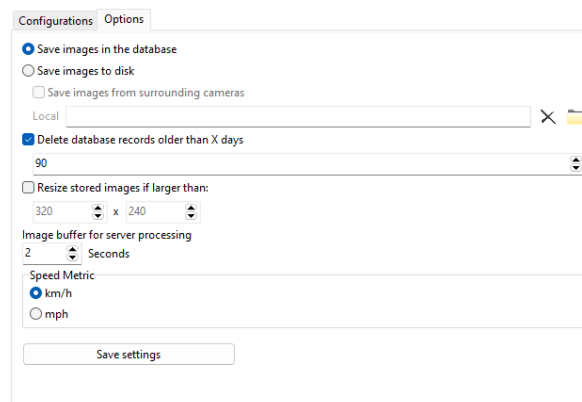 Configurations Options
Save images in the database
Save images to disk
Save images from surrounding cameras
Local
Delete database records older than X days
90
Resize stored images if larger than:
320 x 240
Image buffer for server processing
2 Seconds
Speed Metric
km/h
mph
Save settings